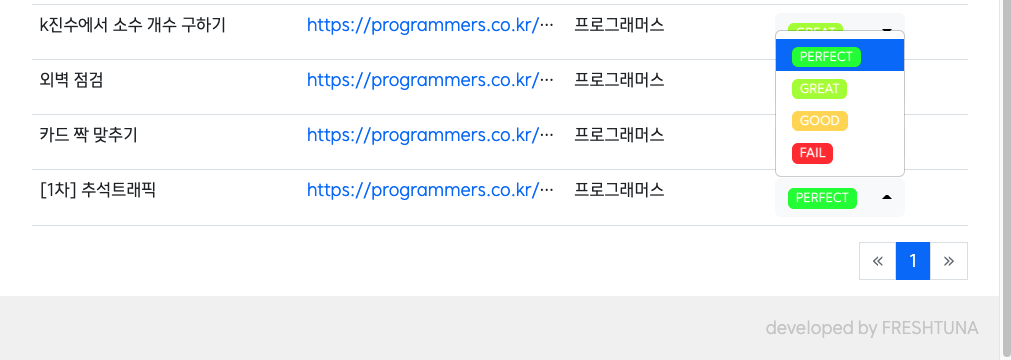 k진수에서 소수 개수 구하기 https://programmers.co.kr/… 프로그래머스 GREAT
PERFECT
외벽 점검 https://programmers.co.kr/… 프로그래머스
GREAT
GOOD
카드 짝 맞추기 https://programmers.co.kr/… 프로그래머스
FAIL
[1차] 추석트래픽 https://programmers.co.kr/… 프로그래머스 PERFECT
« 1 »
developed by FRESHTUNA